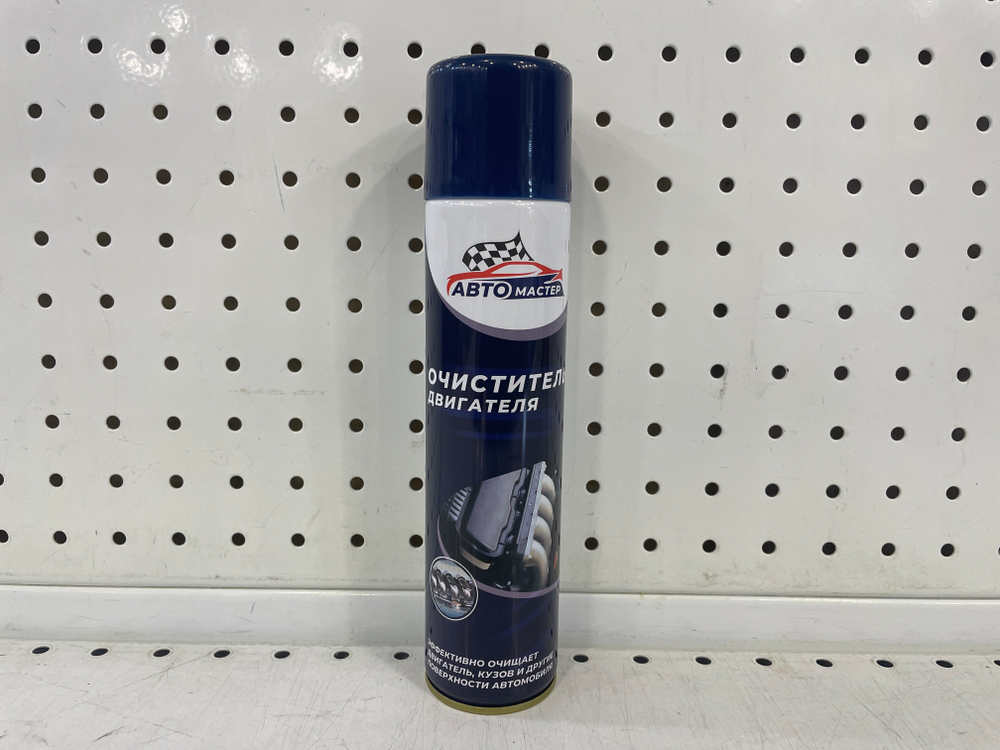 АВТО МАСТЕР
ОЧИСТИТЕЛЬ
ДВИГАТЕЛЯ
ЭФФЕКТИВНО ОЧИЩАЕТ
ДВИГАТЕЛЬ, КУЗОВ И ДРУГИЕ
ПОВЕРХНОСТИ АВТОМОБИЛЯ